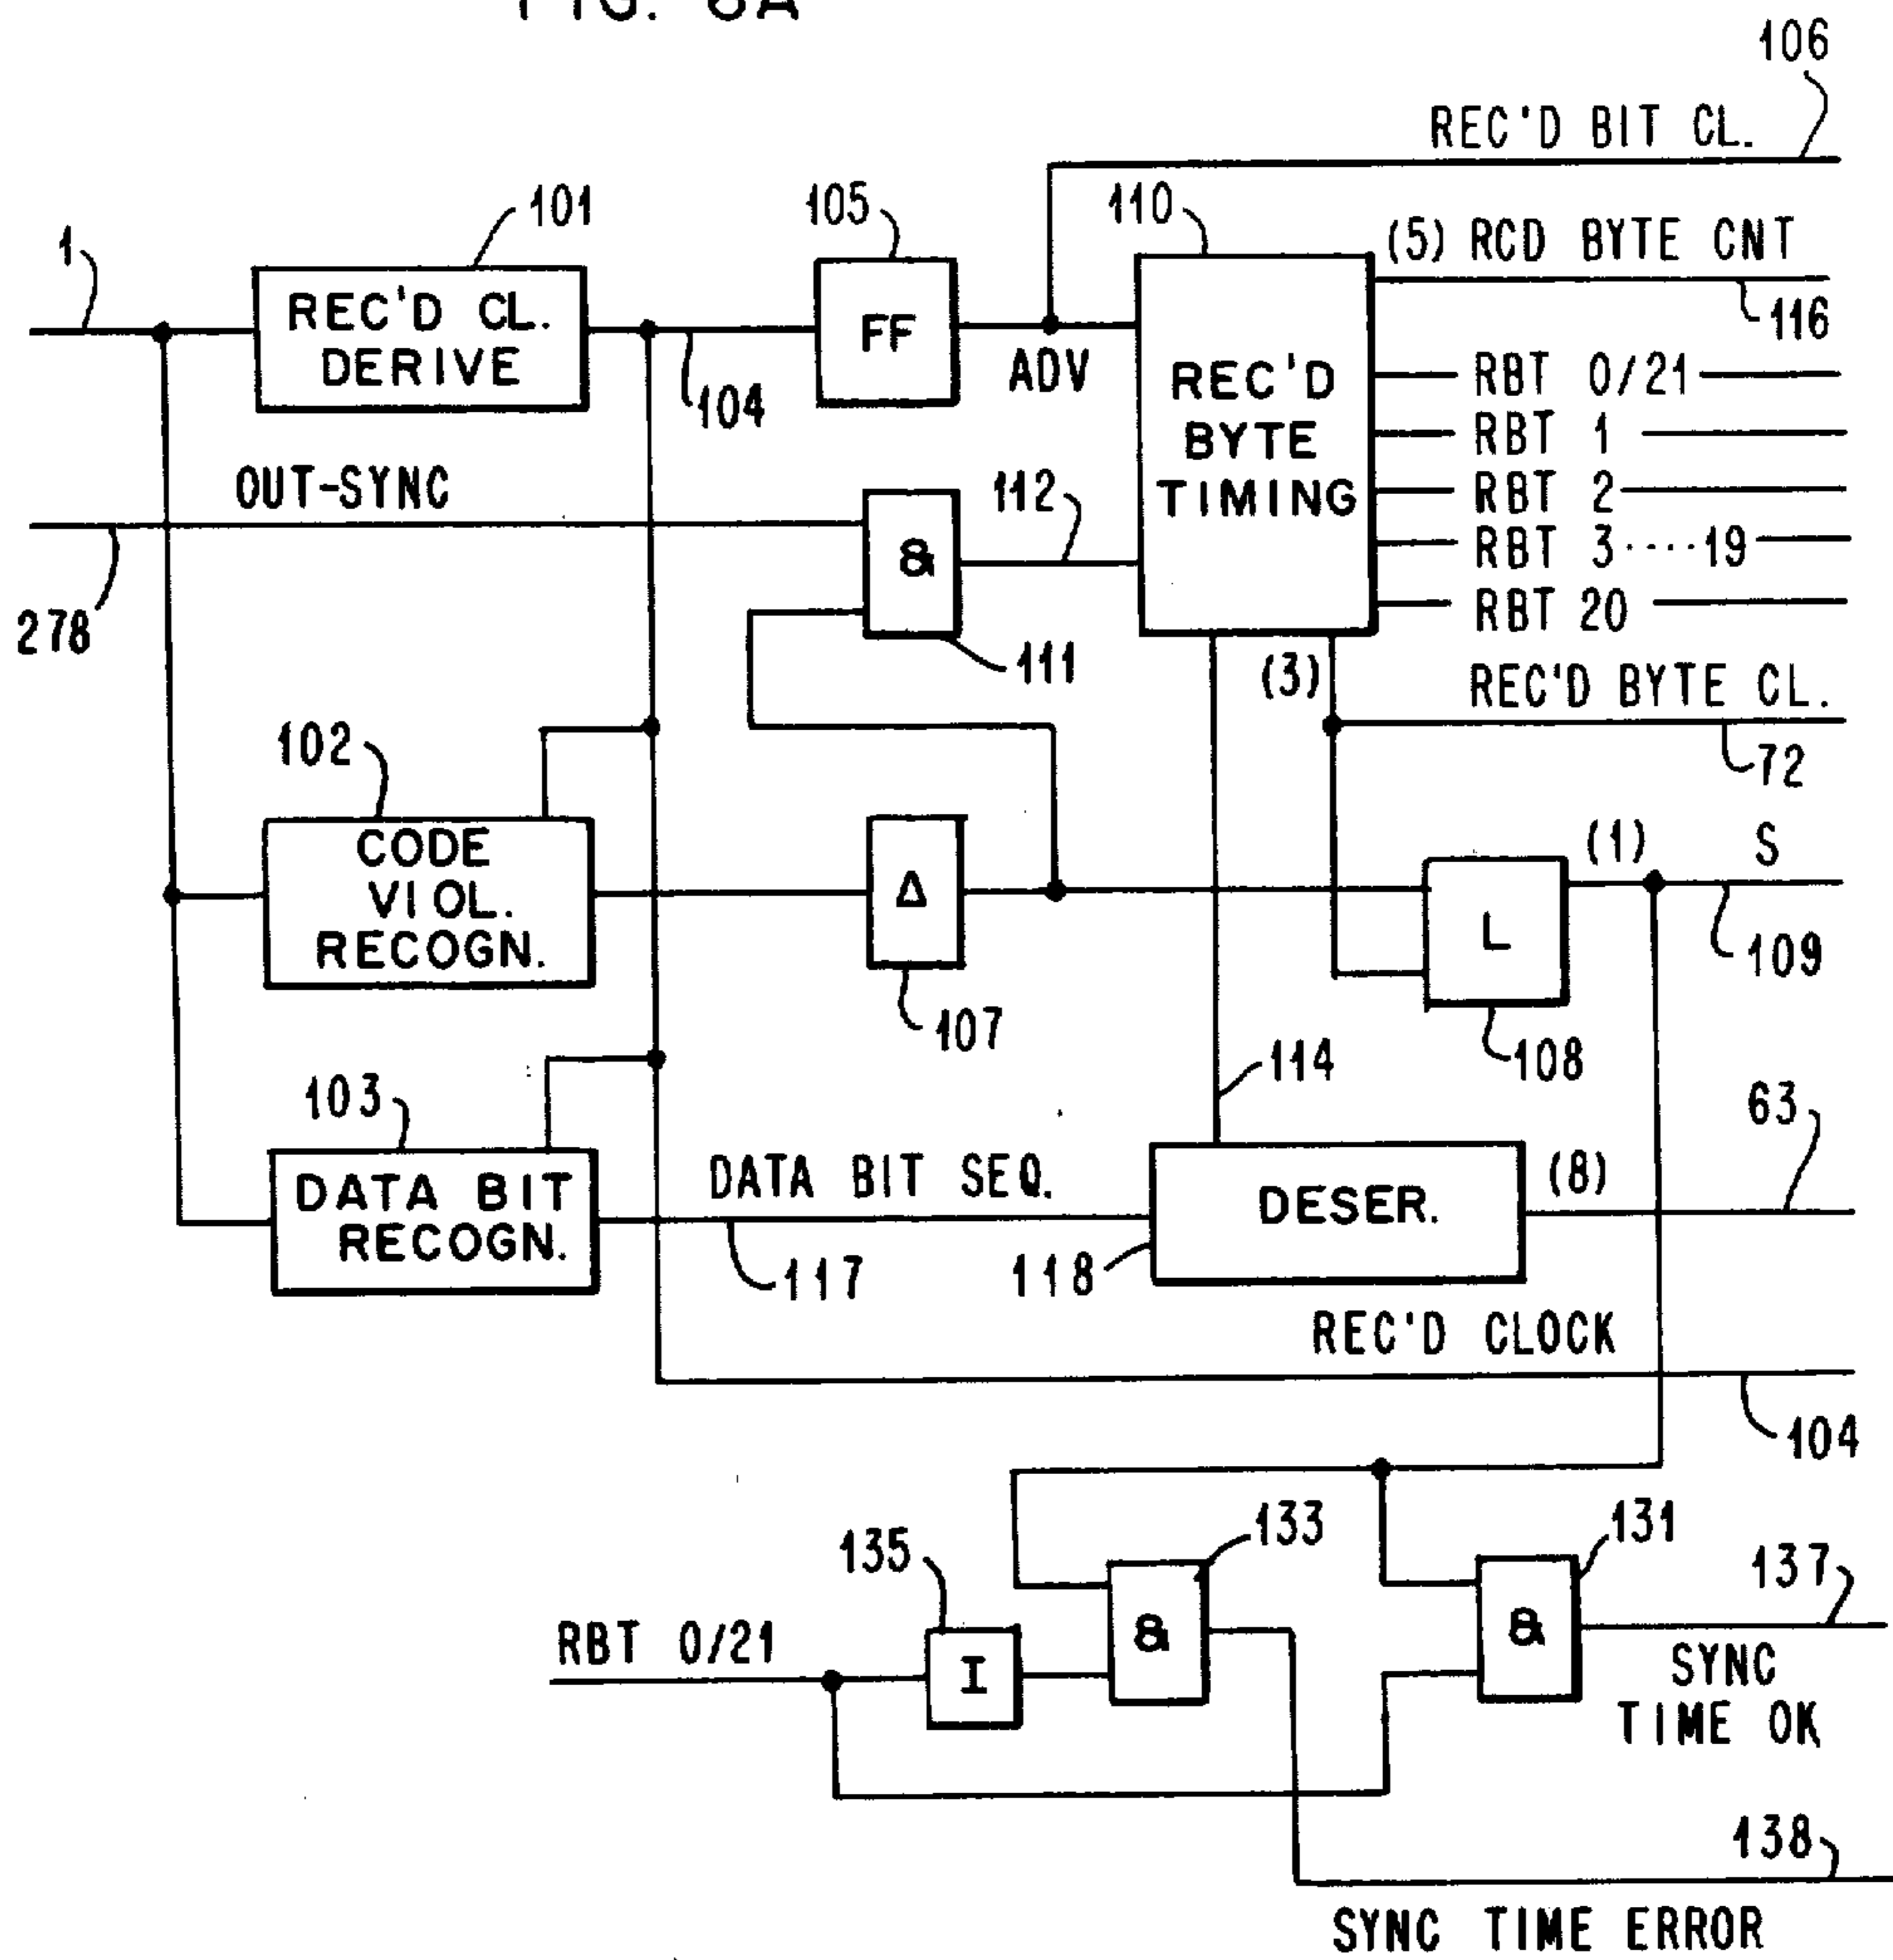 FIG. 8A
106
REC'D BIT CL.
1
101
105
110
(5) RCD BYTE CNT
116
REC'D CL.
DERIVE
104
FF
ADV
REC'D
BYTE
TIMING
RBT 0/21
RBT 1
RBT 2
RBT 3....19
RBT 20
OUT-SYNC
278
&
112
111
(3)
REC'D BYTE CL.
72
102
CODE
VIOL.
RECOGN.
Δ
107
L
(1)
S
109
108
114
103
DATA BIT
RECOGN.
DATA BIT SEQ.
117
118
DESER.
(8)
63
REC'D CLOCK
104
135
133
131
137
RBT 0/21
I
&
&
SYNC
TIME OK
138
SYNC TIME ERROR